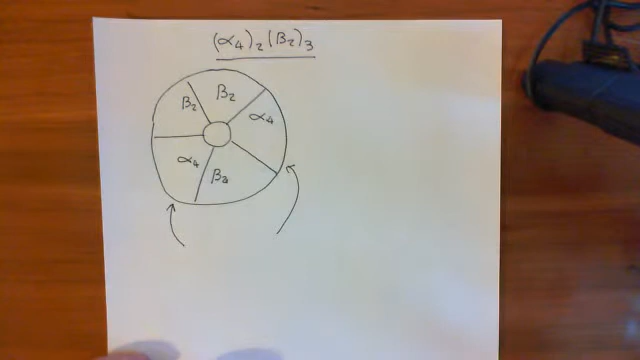 (α₄)₂(β₂)₃
β₂ β₂
α₄
α₄
β₂